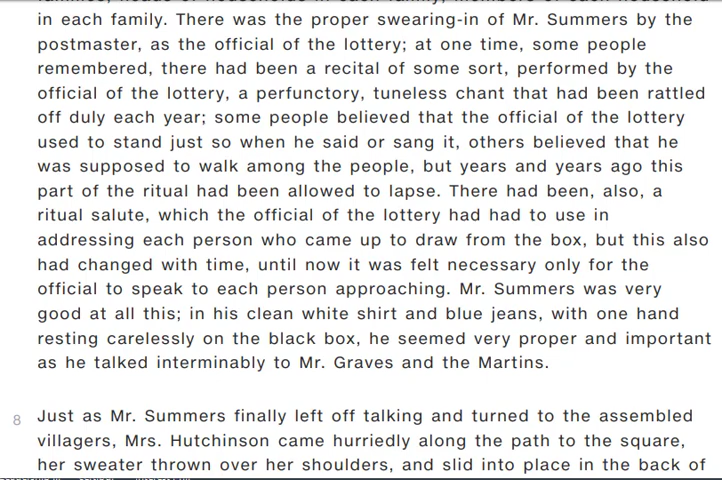 in each family. There was the proper swearing-in of Mr. Summers by the
postmaster, as the official of the lottery; at one time, some people
remembered, there had been a recital of some sort, performed by the
official of the lottery, a perfunctory, tuneless chant that had been rattled
off duly each year; some people believed that the official of the lottery
used to stand just so when he said or sang it, others believed that he
was supposed to walk among the people, but years and years ago this
part of the ritual had been allowed to lapse. There had been, also, a
ritual salute, which the official of the lottery had had to use in
addressing each person who came up to draw from the box, but this also
had changed with time, until now it was felt necessary only for the
official to speak to each person approaching. Mr. Summers was very
good at all this; in his clean white shirt and blue jeans, with one hand
resting carelessly on the black box, he seemed very proper and important
as he talked interminably to Mr. Graves and the Martins.
8 Just as Mr. Summers finally left off talking and turned to the assembled
villagers, Mrs. Hutchinson came hurriedly along the path to the square,
her sweater thrown over her shoulders, and slid into place in the back of